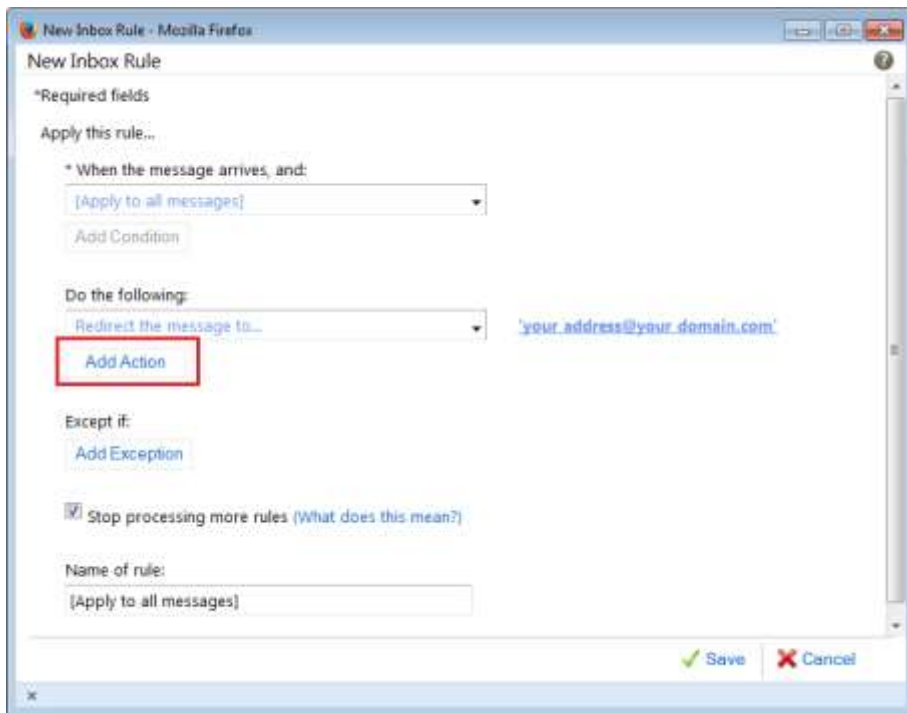 New Inbox Rule - Mozilla Firefox
New Inbox Rule
*Required fields
Apply this rule...
* When the message arrives, and:
[Apply to all messages]
Add Condition
Do the following:
Redirect the message to...
'your address@your domain.com'
Add Action
Except if:
Add Exception
Stop processing more rules (What does this mean?)
Name of rule:
[Apply to all messages]
Save
Cancel